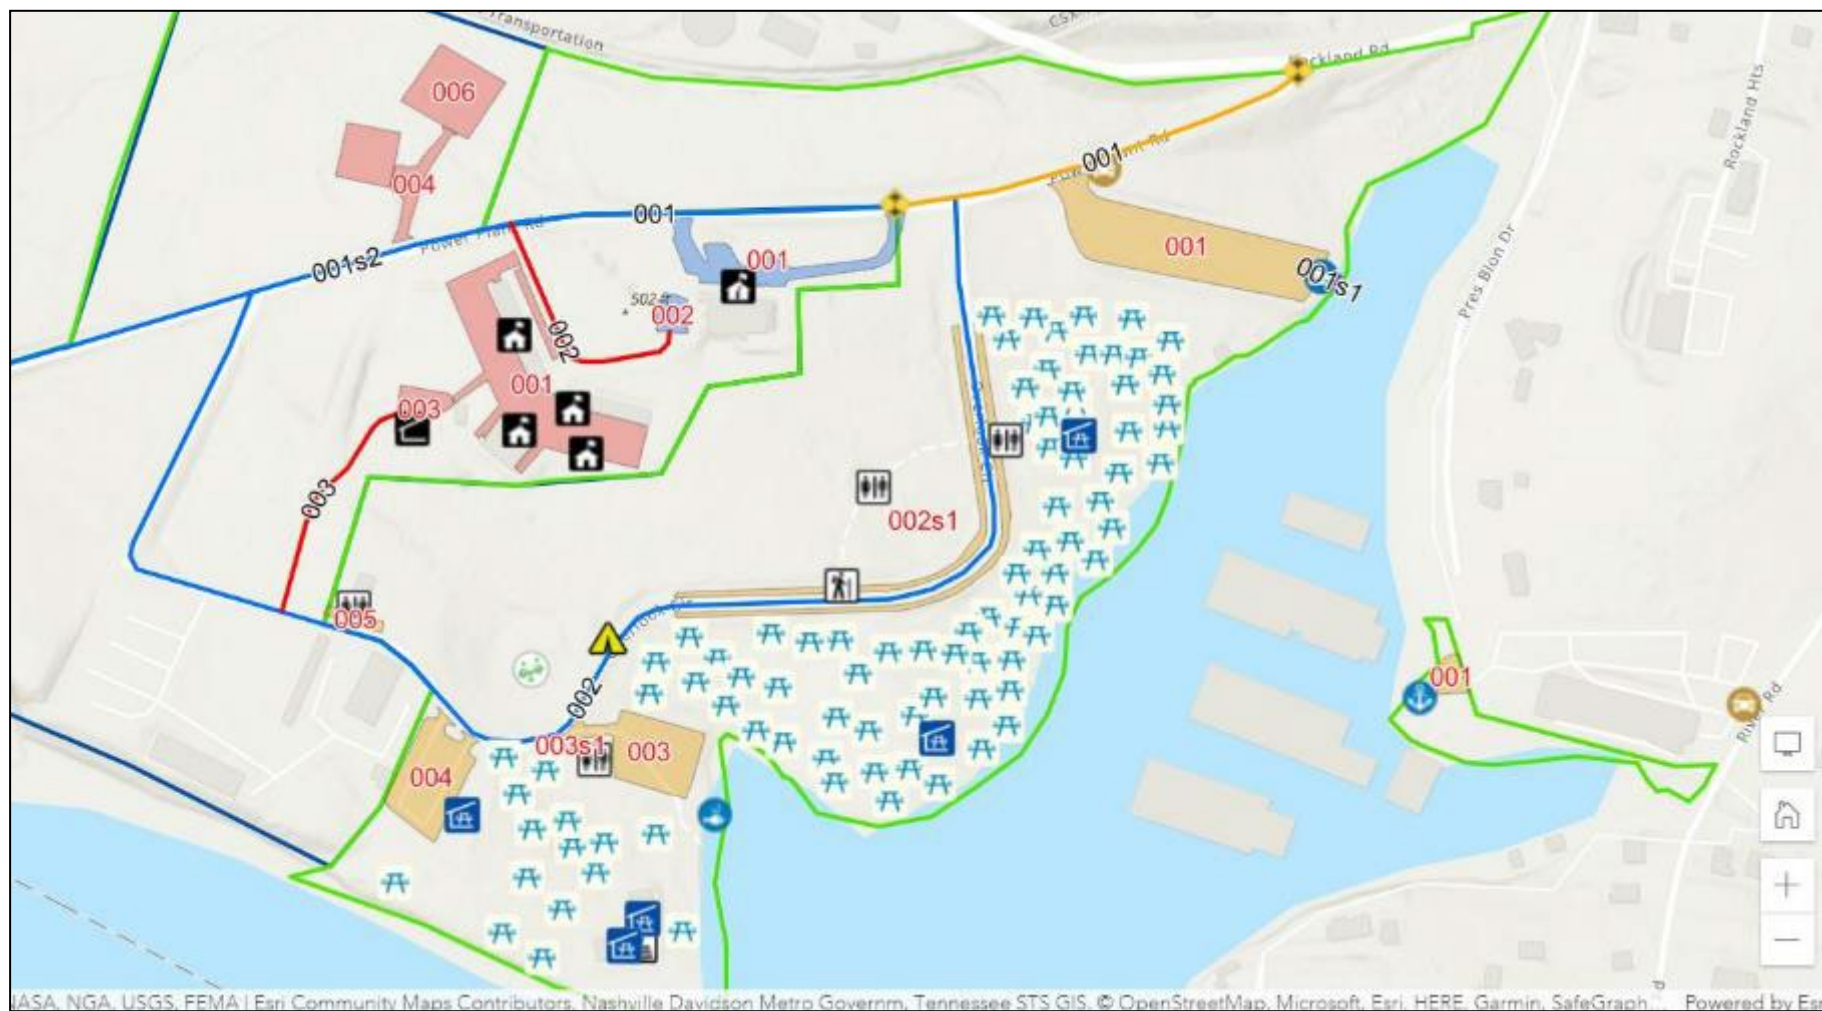 Transportation
CSX
Rockland Rd
Rockland Hts
006
004
001
001
Power Plant Rd
001s2
001
001
001s1
Pres Blon Dr
502 ft
002
002
001
003
003
002s1
005
002
003s1
003
004
001
River Rd
NASA, NGA, USGS, FEMA | Esri Community Maps Contributors, Nashville Davidson Metro Governm, Tennessee STS GIS, © OpenStreetMap, Microsoft, Esri, HERE, Garmin, SafeGraph... Powered by Esri